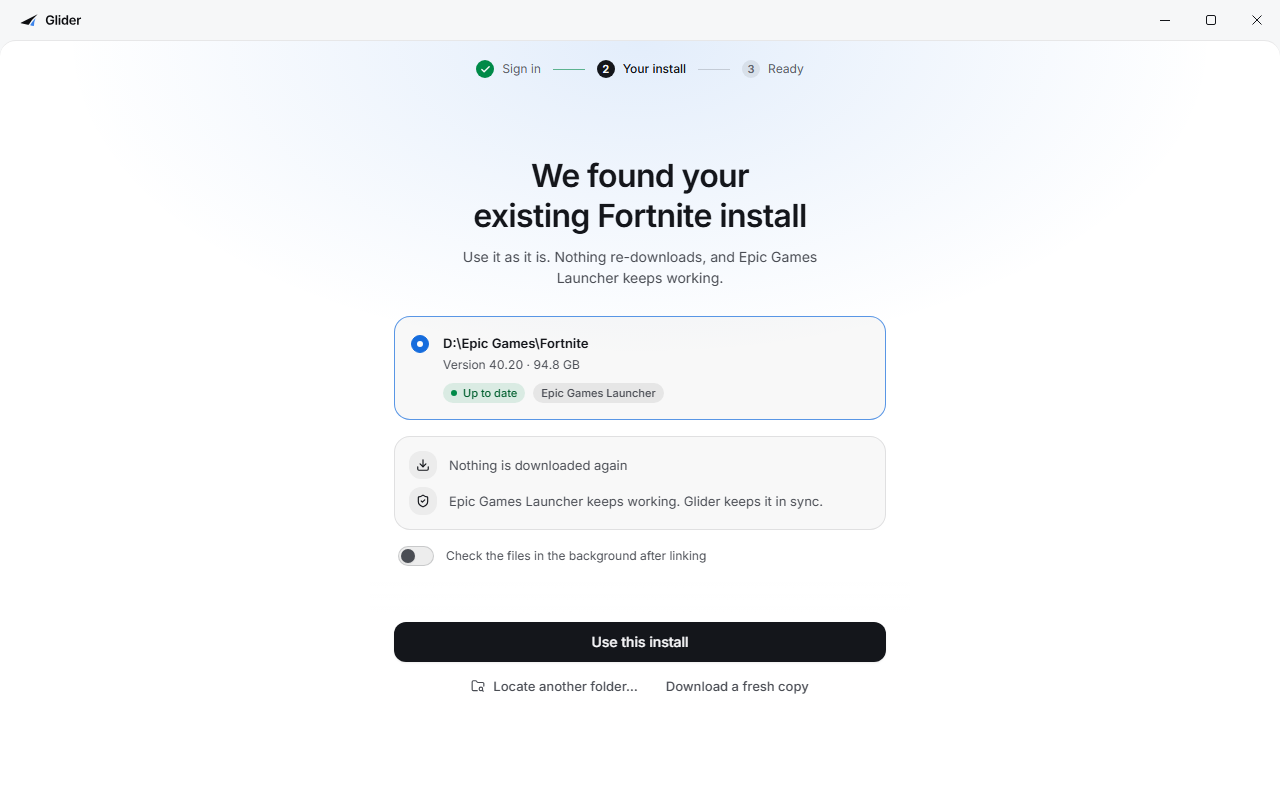 Glider
Sign in
2
Your install
3
Ready
We found your
existing Fortnite install
Use it as it is. Nothing re-downloads, and Epic Games
Launcher keeps working.
D:\Epic Games\Fortnite
Version 40.20 · 94.8 GB
Up to date
Epic Games Launcher
Nothing is downloaded again
Epic Games Launcher keeps working. Glider keeps it in sync.
Check the files in the background after linking
Use this install
Locate another folder...
Download a fresh copy